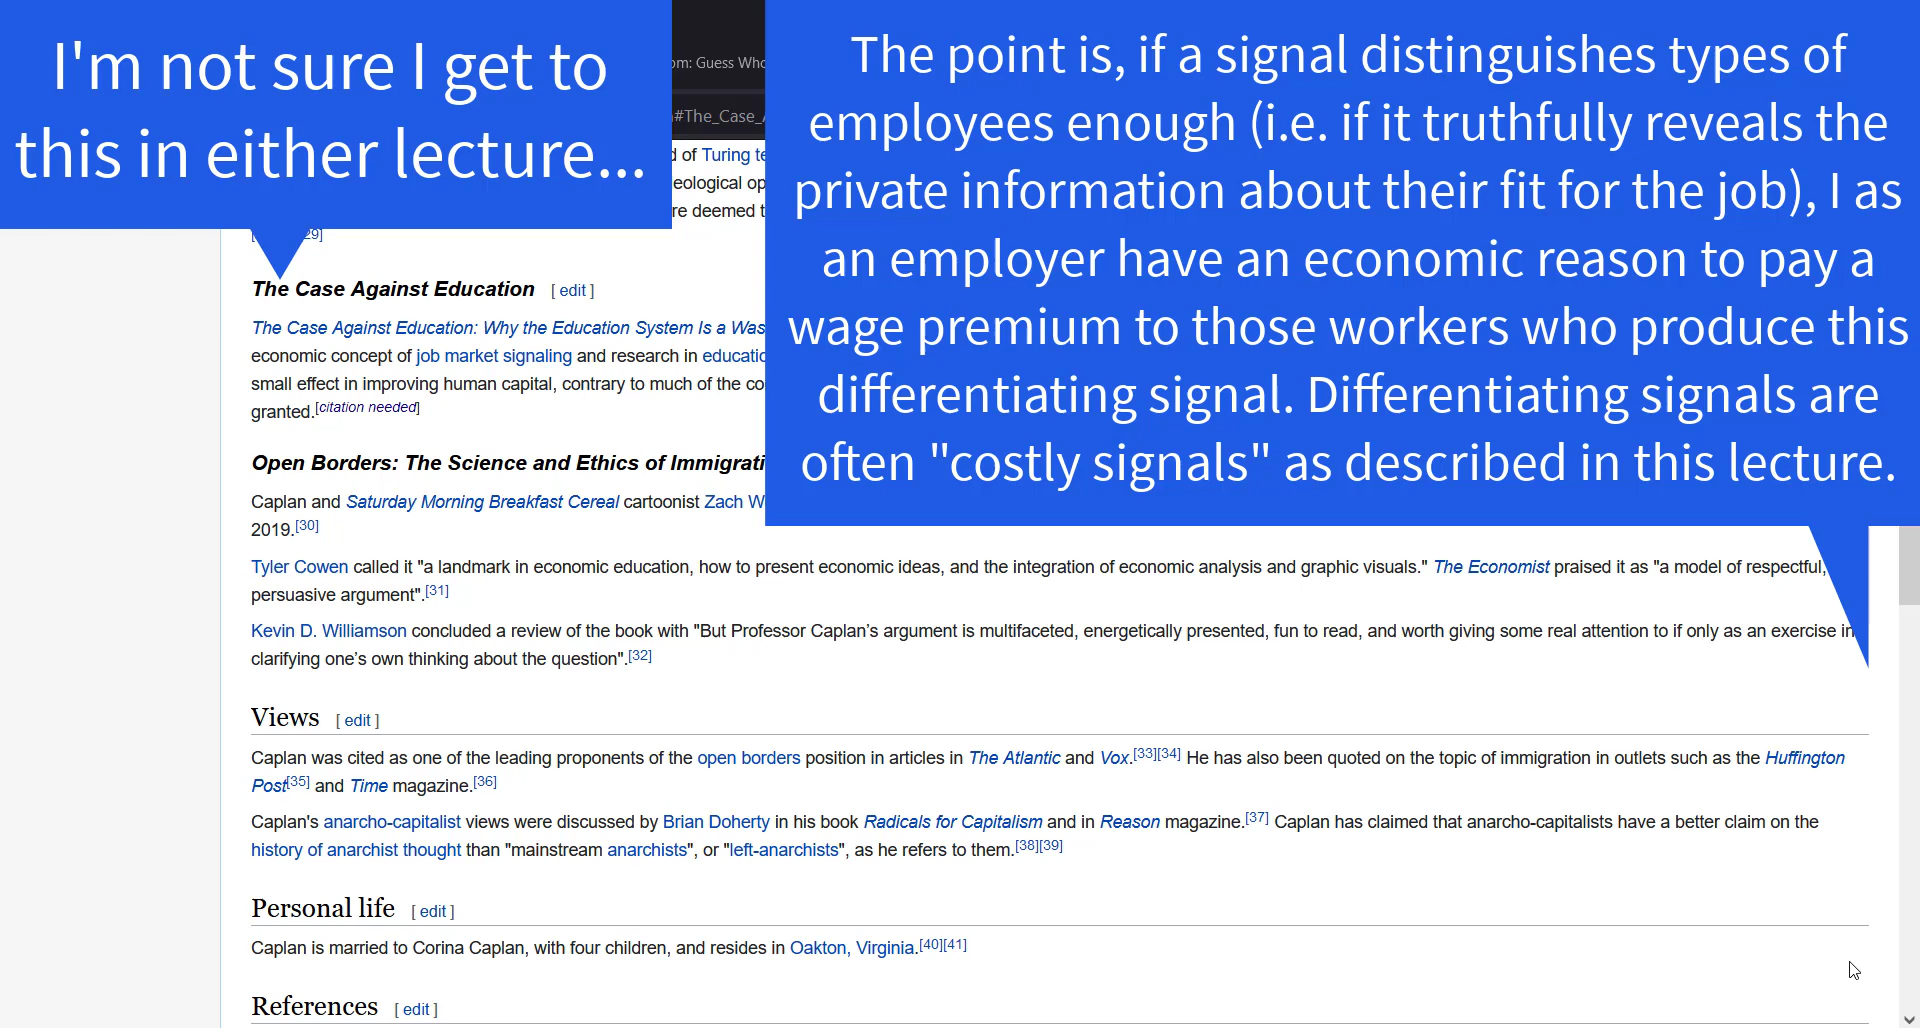 I'm not sure I get to
this in either lecture...
The point is, if a signal distinguishes types of
employees enough (i.e. if it truthfully reveals the
private information about their fit for the job), I as
an employer have an economic reason to pay a
wage premium to those workers who produce this
differentiating signal. Differentiating signals are
often "costly signals" as described in this lecture.
om: Guess Who
#The_Case_
d of Turing te
eological op
re deemed t
[ 29]
The Case Against Education [ edit ]
The Case Against Education: Why the Education System Is a Was
economic concept of job market signaling and research in educatio
small effect in improving human capital, contrary to much of the co
granted.[citation needed]
Open Borders: The Science and Ethics of Immigrati
Caplan and Saturday Morning Breakfast Cereal cartoonist Zach W
2019.[30]
Tyler Cowen called it "a landmark in economic education, how to present economic ideas, and the integration of economic analysis and graphic visuals." The Economist praised it as "a model of respectful,
persuasive argument".[31]
Kevin D. Williamson concluded a review of the book with "But Professor Caplan’s argument is multifaceted, energetically presented, fun to read, and worth giving some real attention to if only as an exercise in
clarifying one’s own thinking about the question".[32]
Views [ edit ]
Caplan was cited as one of the leading proponents of the open borders position in articles in The Atlantic and Vox.[33][34] He has also been quoted on the topic of immigration in outlets such as the Huffington
Post[35] and Time magazine.[36]
Caplan's anarcho-capitalist views were discussed by Brian Doherty in his book Radicals for Capitalism and in Reason magazine.[37] Caplan has claimed that anarcho-capitalists have a better claim on the
history of anarchist thought than "mainstream anarchists", or "left-anarchists", as he refers to them.[38][39]
Personal life [ edit ]
Caplan is married to Corina Caplan, with four children, and resides in Oakton, Virginia.[40][41]
References [ edit ]